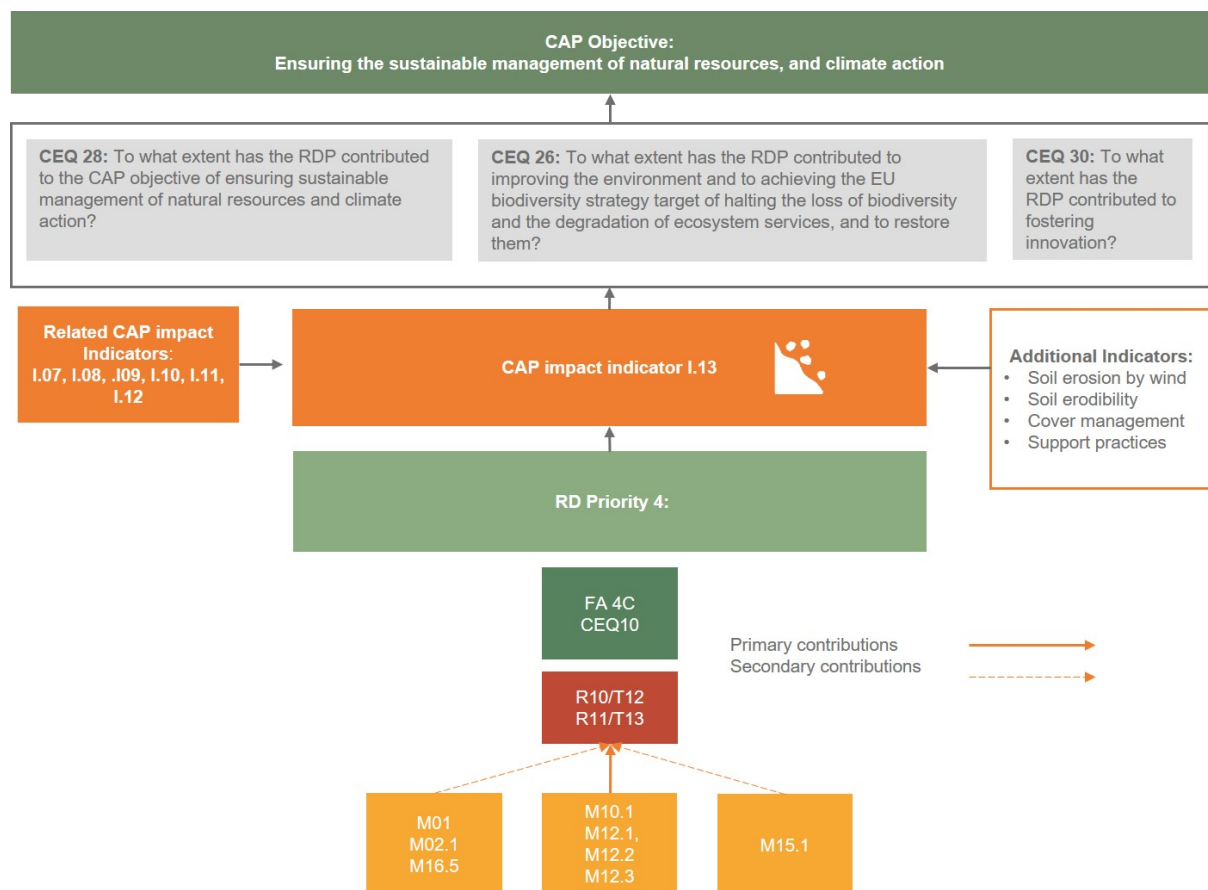 CAP Objective:
Ensuring the sustainable management of natural resources, and climate action
CEQ 28: To what extent has the RDP contributed
to the CAP objective of ensuring sustainable
management of natural resources and climate
action?
CEQ 26: To what extent has the RDP contributed to
improving the environment and to achieving the EU
biodiversity strategy target of halting the loss of biodiversity
and the degradation of ecosystem services, and to restore
them?
CEQ 30: To what
extent has the
RDP contributed to
fostering
innovation?
Related CAP impact
Indicators:
I.07, I.08, .I09, I.10, I.11,
I.12
CAP impact indicator I.13
Additional Indicators:
• Soil erosion by wind
• Soil erodibility
• Cover management
• Support practices
RD Priority 4:
FA 4C
CEQ10
Primary contributions
Secondary contributions
R10/T12
R11/T13
M01
M02.1
M16.5
M10.1
M12.1,
M12.2
M12.3
M15.1